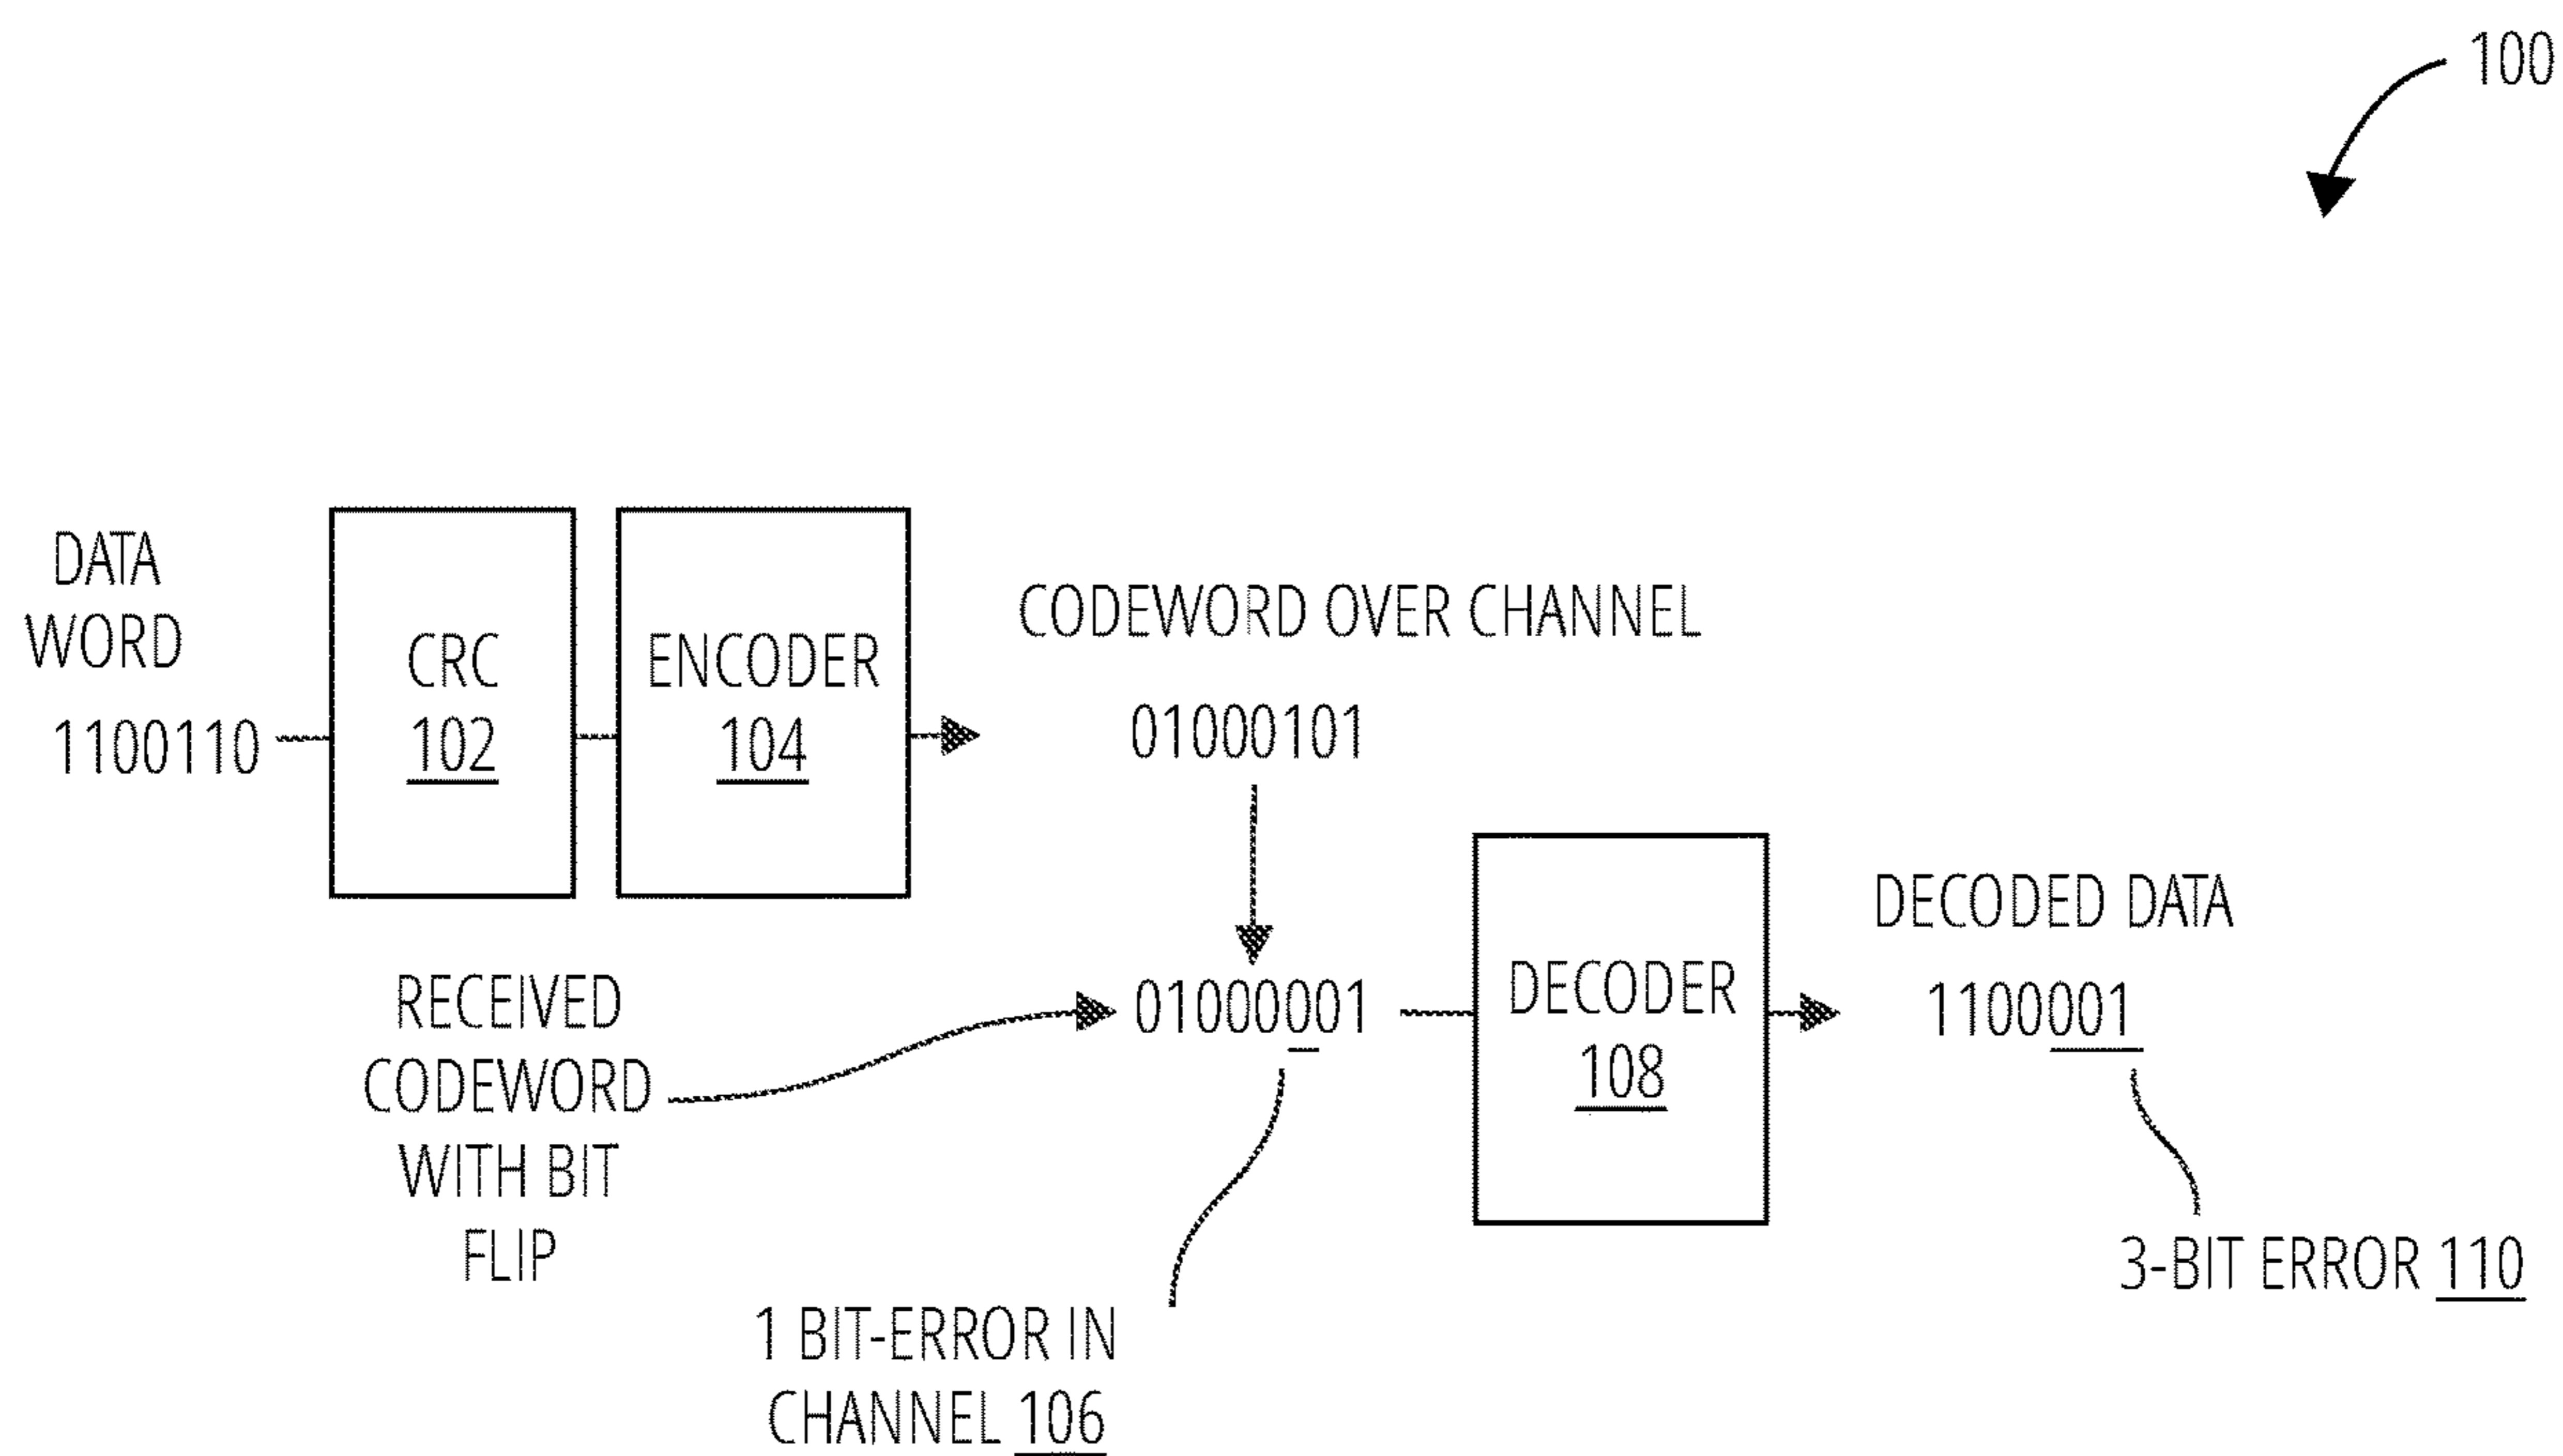 100
DATA
WORD
1100110
CRC
102
ENCODER
104
CODEWORD OVER CHANNEL
01000101
RECEIVED
CODEWORD
WITH BIT
FLIP
01000001
1 BIT-ERROR IN
CHANNEL 106
DECODER
108
DECODED DATA
1100001
3-BIT ERROR 110